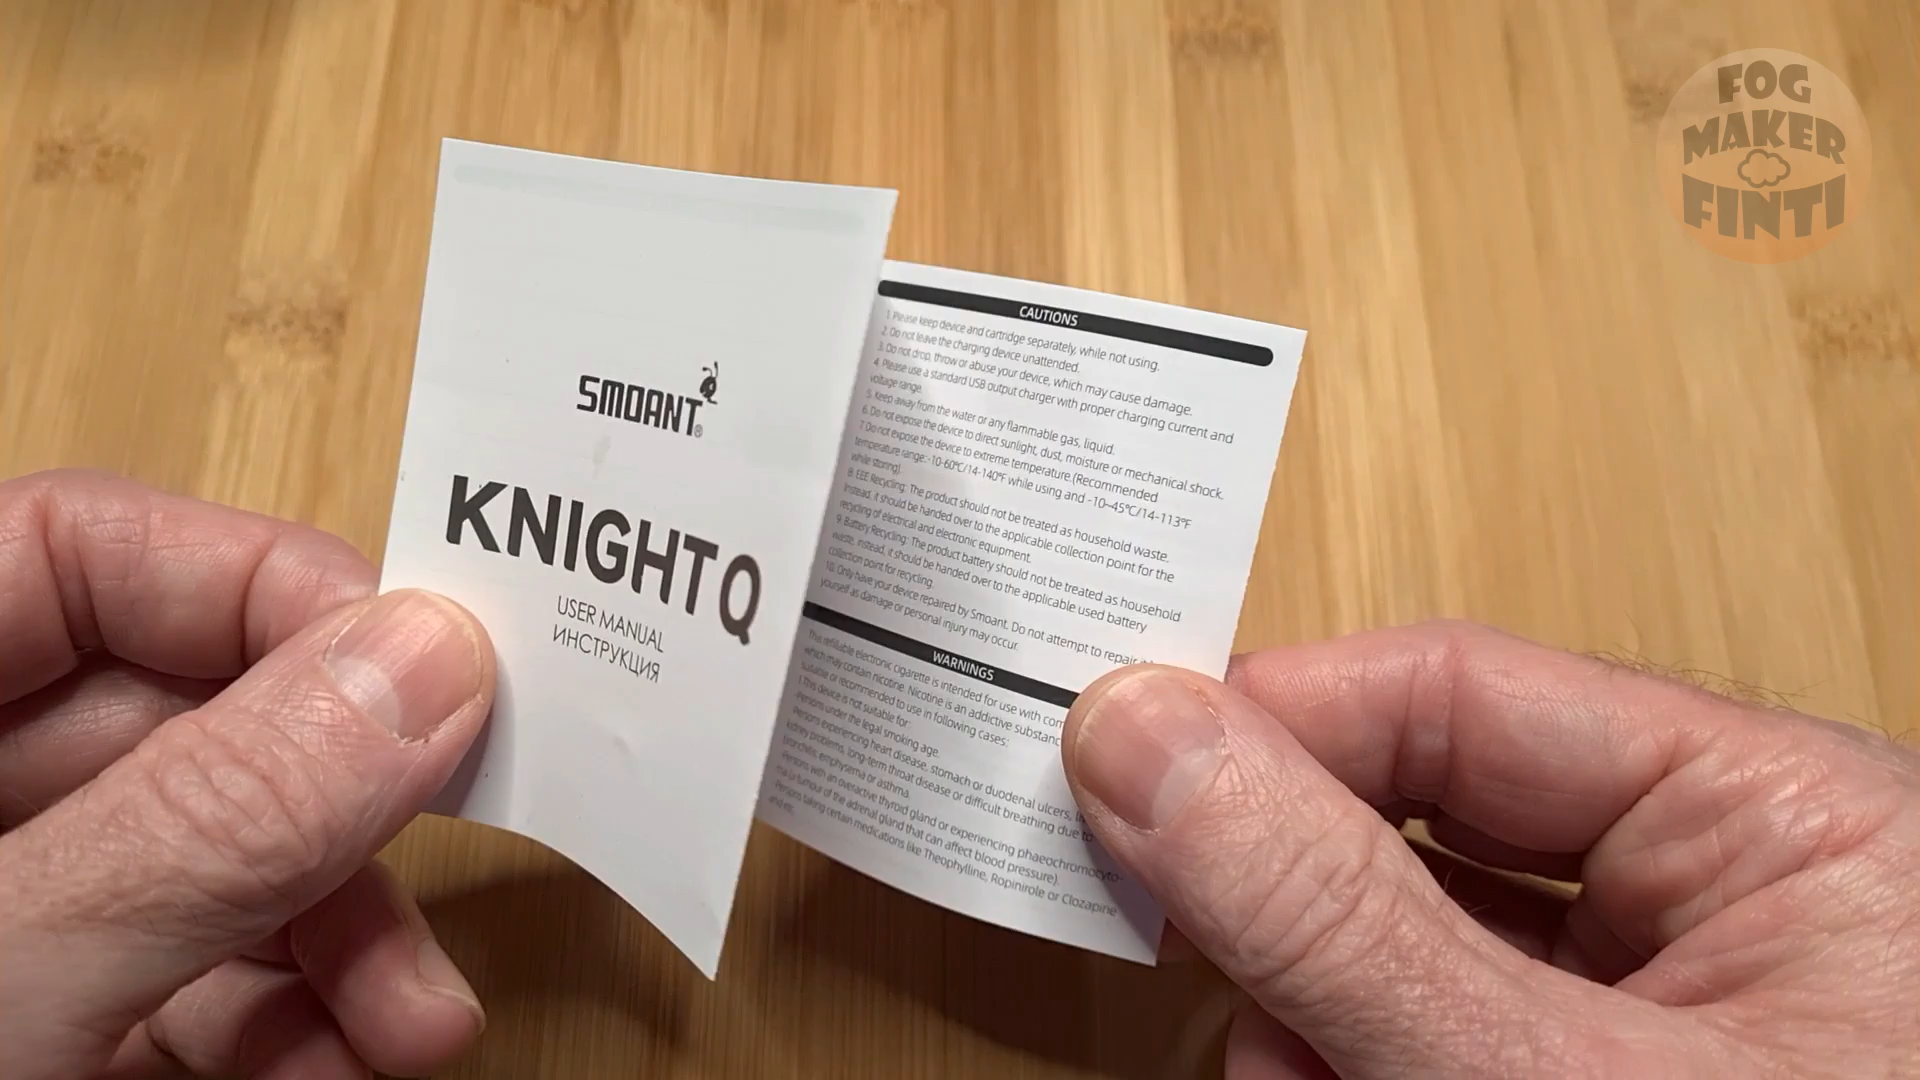 SMOANT®
KNIGHT Q
USER MANUAL
ИНСТРУКЦИЯ
CAUTIONS
1. Please keep device and cartridge separately, while not using.
2. Do not leave the charging device unattended.
3. Do not drop, throw or abuse your device, which may cause damage.
4. Please use a standard USB output charger with proper charging current and
voltage range.
5. Keep away from the water or any flammable gas, liquid.
6. Do not expose the device to direct sunlight, dust, moisture or mechanical shock.
7. Do not expose the device to extreme temperature.(Recommended
temperature range:-10-60°C/14-140°F while using and -10~45°C/14-113°F
while storing).
8. EEE Recycling: The product should not be treated as household waste.
Instead, it should be handed over to the applicable collection point for the
recycling of electrical and electronic equipment.
9. Battery Recycling: The product battery should not be treated as household
waste, instead, it should be handed over to the applicable used battery
collection point for recycling.
10. Only have your device repaired by Smoant. Do not attempt to repair
yourself as damage or personal injury may occur.
WARNINGS
This refillable electronic cigarette is intended for use with
which may contain nicotine. Nicotine is an addictive
suitable or recommended to use in following cases:
This device is not suitable for:
Persons under the legal smoking age.
Persons experiencing heart disease, stomach or duodenal ulcers,
kidney problems, long-term throat disease or difficult breathing due to
bronchitis, emphysema or asthma.
Persons with an overactive thyroid gland or experiencing phaeochromocyto-
ma (a tumour of the adrenal gland that can affect blood pressure).
Persons taking certain medications like Theophylline, Ropinirole or Clozapine
and etc.
FOG
MAKER
FINTI